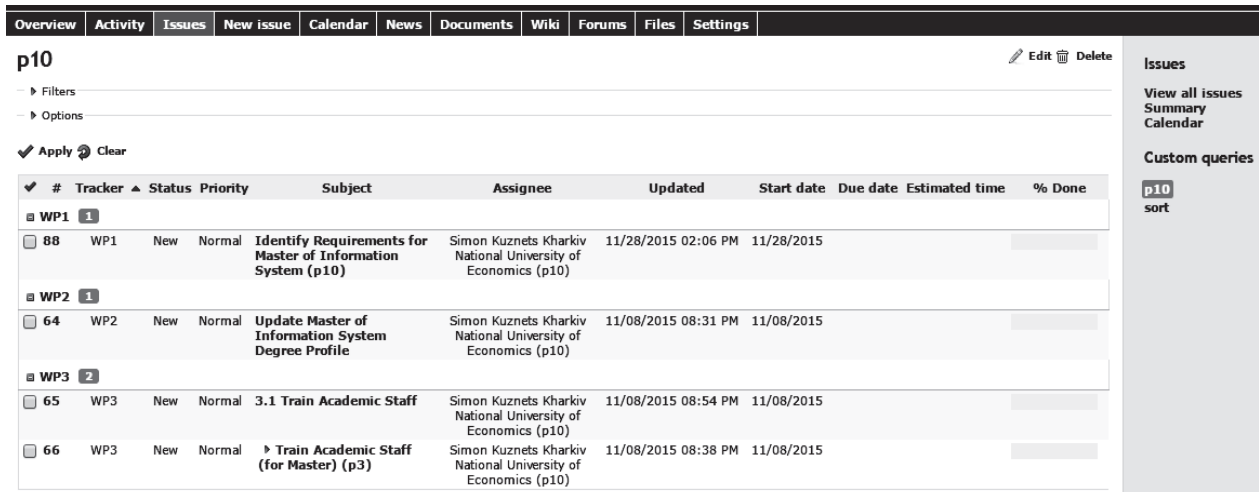 Overview Activity Issues New issue Calendar News Documents Wiki Forums Files Settings
p10
Edit Delete
Filters
Options
Apply Clear
# Tracker Status Priority Subject Assignee Updated Start date Due date Estimated time % Done
WP1 1
88 WP1 New Normal Identify Requirements for Simon Kuznets Kharkiv 11/28/2015 02:06 PM 11/28/2015
Master of Information National University of
System (p10) Economics (p10)
WP2 1
64 WP2 New Normal Update Master of Simon Kuznets Kharkiv 11/08/2015 08:31 PM 11/08/2015
Information System National University of
Degree Profile Economics (p10)
WP3 2
65 WP3 New Normal 3.1 Train Academic Staff Simon Kuznets Kharkiv 11/08/2015 08:54 PM 11/08/2015
National University of
Economics (p10)
66 WP3 New Normal Train Academic Staff Simon Kuznets Kharkiv 11/08/2015 08:38 PM 11/08/2015
(for Master) (p3) National University of
Economics (p10)
Issues
View all issues
Summary
Calendar
Custom queries
p10
sort